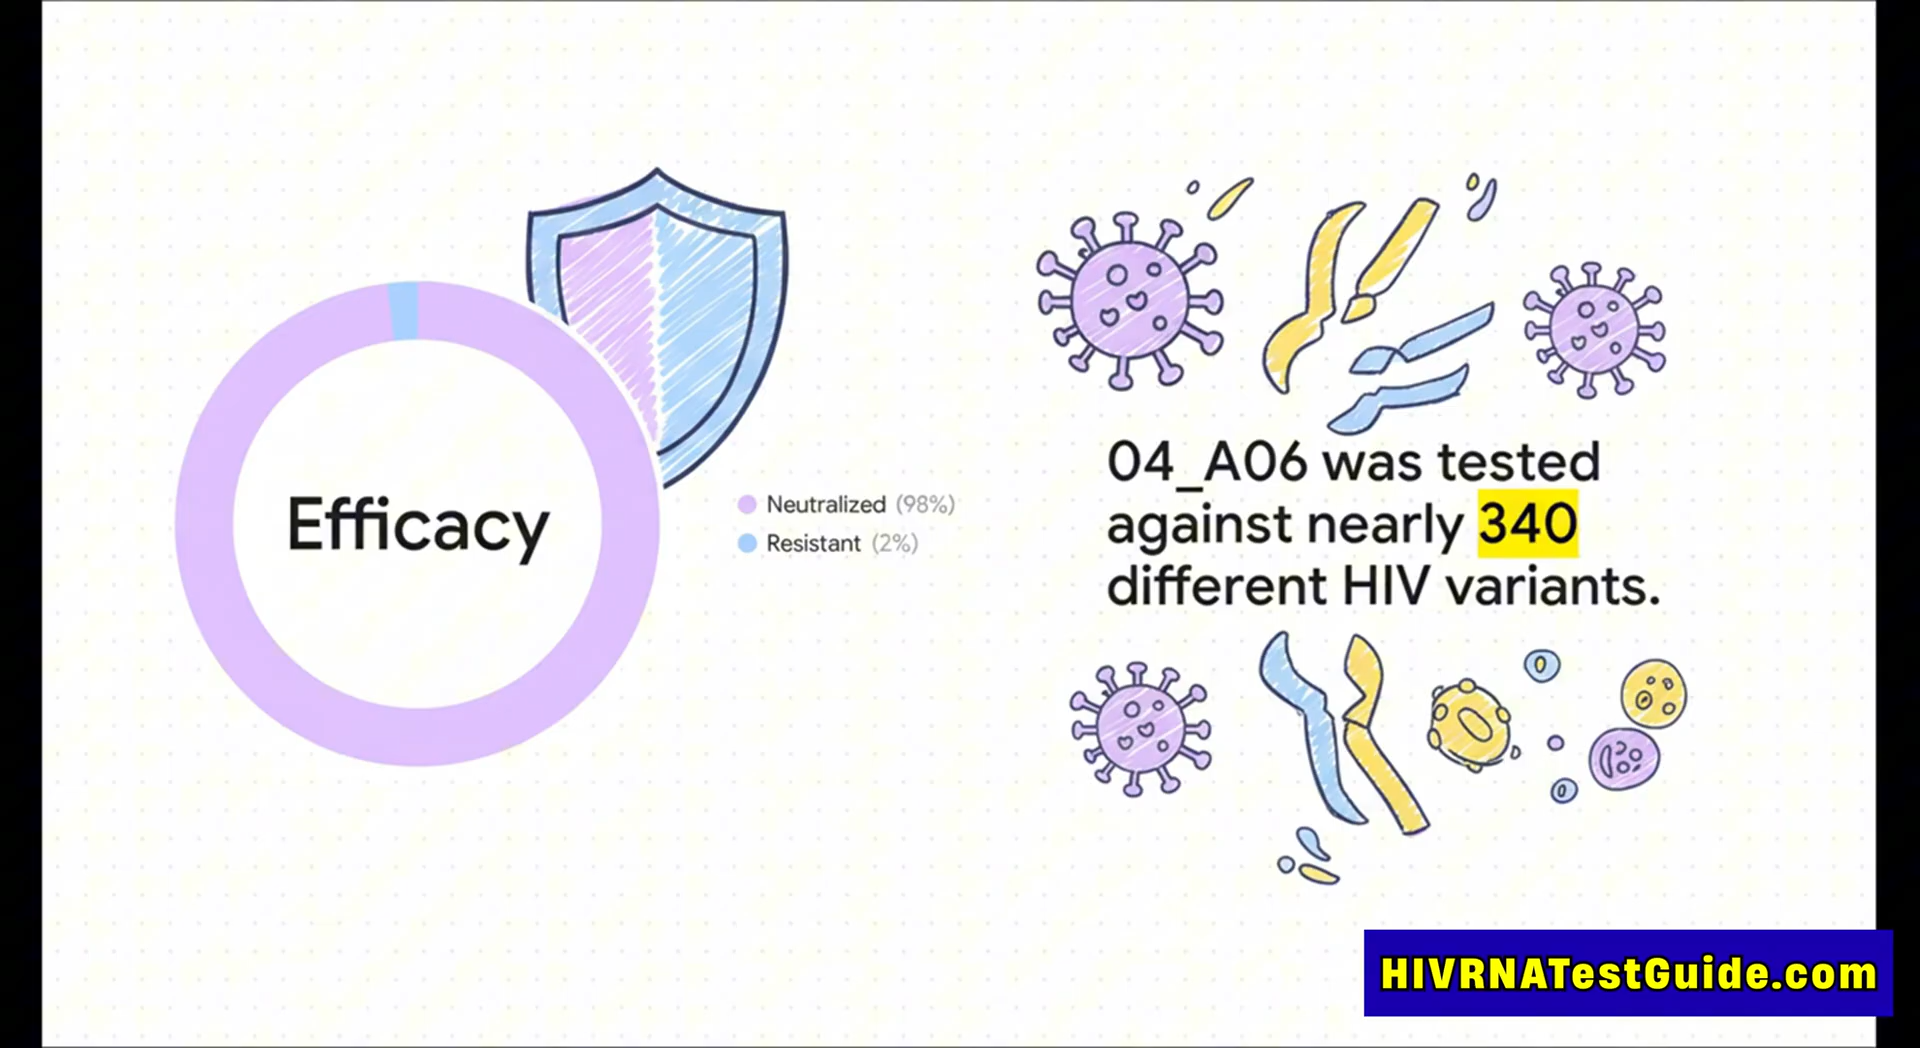 Efficacy
Neutralized (98%)
Resistant (2%)
04_A06 was tested
against nearly 340
different HIV variants.
HIVRNATestGuide.com